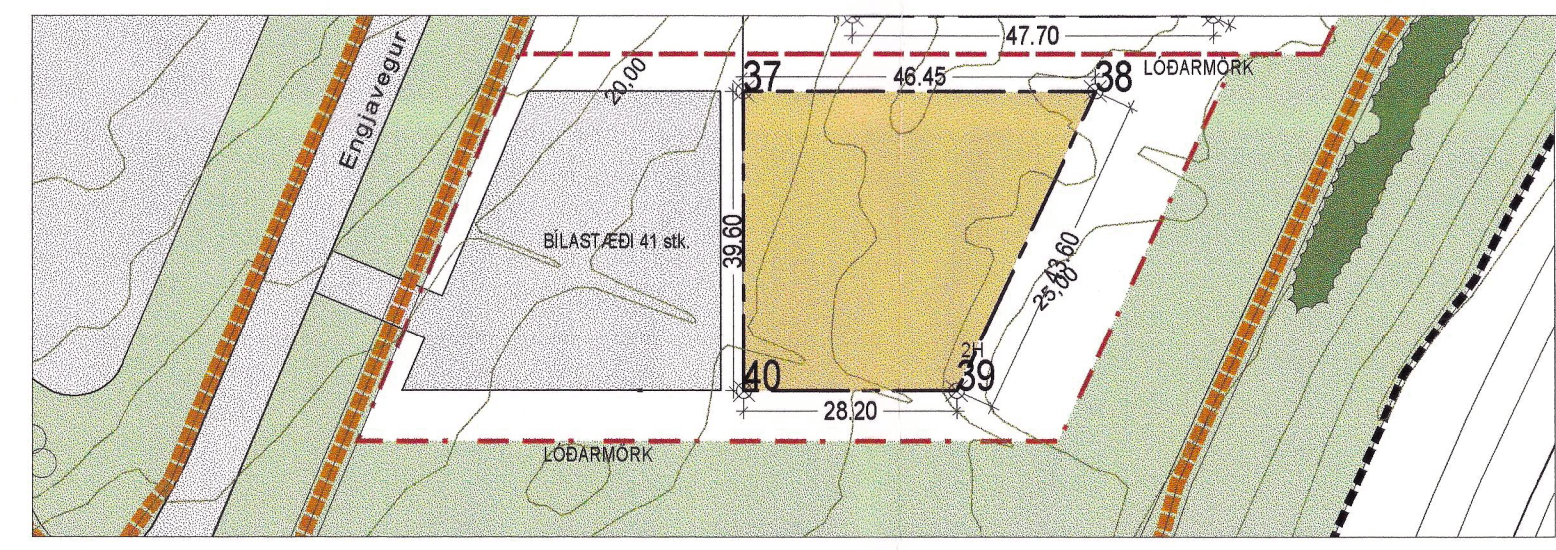 47.70
LÓÐARMÖRK
37
46.45
38
20,00
Engjavegur
BÍLASTÆÐI 41 stk.
39.60
43.60
25,00
2H
40
39
28.20
LÓÐARMÖRK